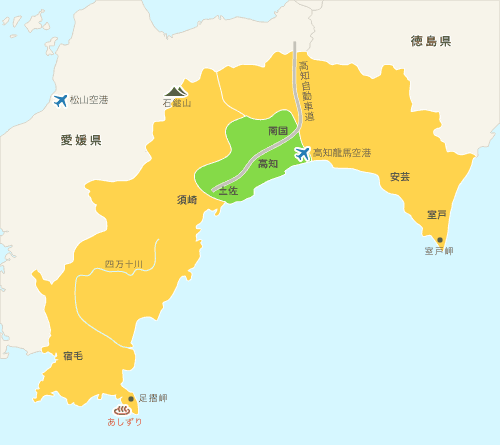 徳島県
高知自動車道
松山空港
石鎚山
愛媛県
南国
高知龍馬空港
高知
安芸
土佐
須崎
室戸
室戸岬
四万十川
宿毛
足摺岬
あしずり